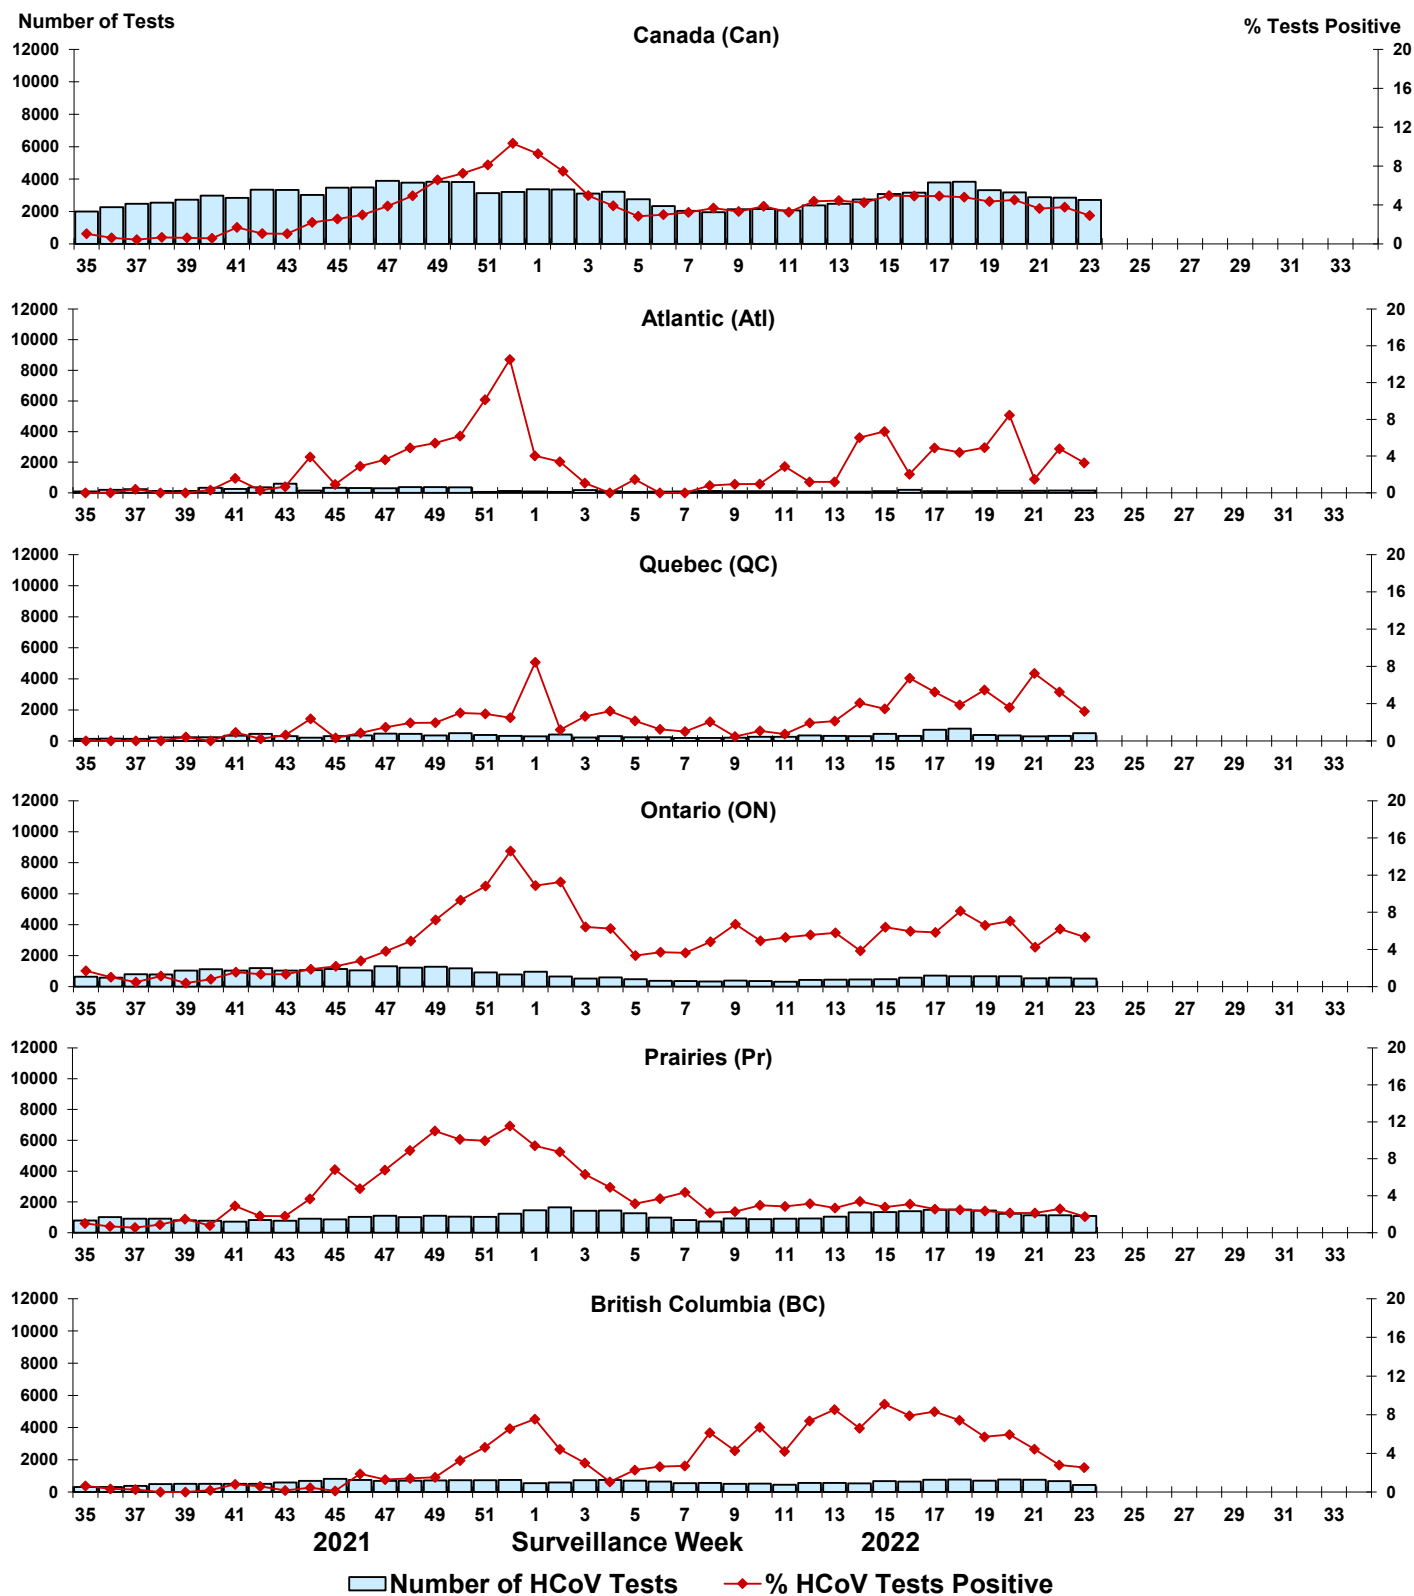 Number of Tests
Canada (Can)
% Tests Positive
12000 20
10000 16
8000 12
6000
4000 8
2000 4
0 0
35 37 39 41 43 45 47 49 51 1 3 5 7 9 11 13 15 17 19 21 23 25 27 29 31 33
Atlantic (Atl)
12000 20
10000 16
8000 12
6000
4000 8
2000 4
0 0
35 37 39 41 43 45 47 49 51 1 3 5 7 9 11 13 15 17 19 21 23 25 27 29 31 33
Quebec (QC)
12000 20
10000 16
8000 12
6000
4000 8
2000 4
0 0
35 37 39 41 43 45 47 49 51 1 3 5 7 9 11 13 15 17 19 21 23 25 27 29 31 33
Ontario (ON)
12000 20
10000 16
8000 12
6000
4000 8
2000 4
0 0
35 37 39 41 43 45 47 49 51 1 3 5 7 9 11 13 15 17 19 21 23 25 27 29 31 33
Prairies (Pr)
12000 20
10000 16
8000 12
6000
4000 8
2000 4
0 0
35 37 39 41 43 45 47 49 51 1 3 5 7 9 11 13 15 17 19 21 23 25 27 29 31 33
British Columbia (BC)
12000 20
10000 16
8000 12
6000
4000 8
2000 4
0 0
35 37 39 41 43 45 47 49 51 1 3 5 7 9 11 13 15 17 19 21 23 25 27 29 31 33
2021 Surveillance Week 2022
Number of HCoV Tests % HCoV Tests Positive